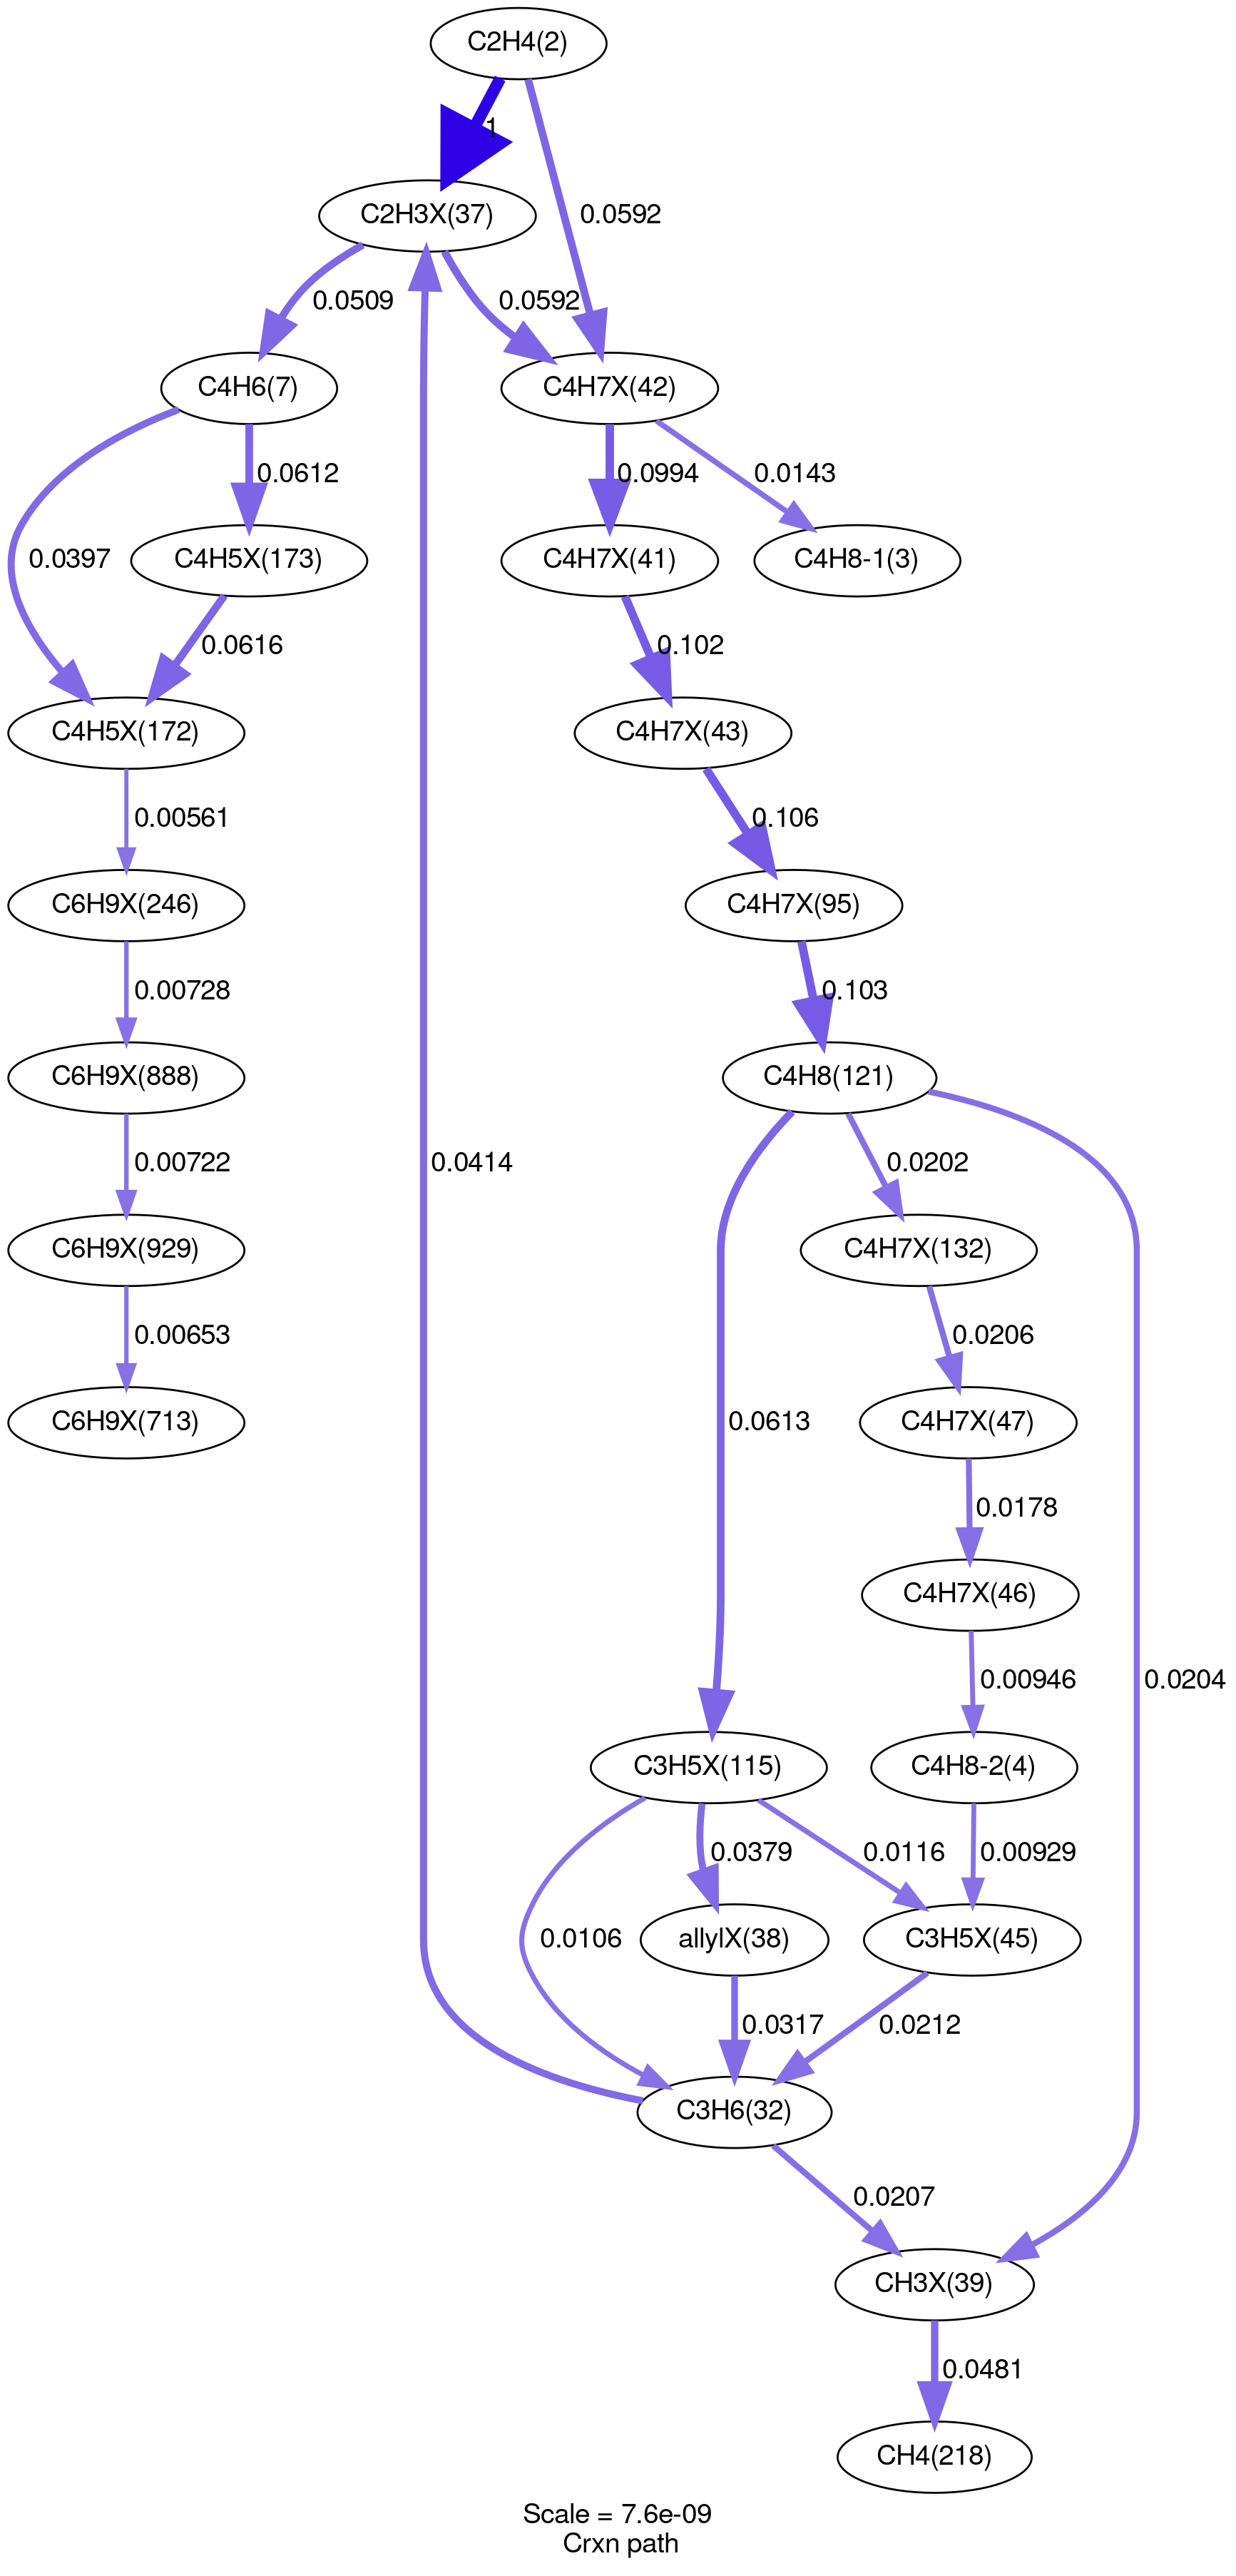 C2H4(2)
1
C2H3X(37)
0.0592
0.0509
0.0592
C4H6(7)
C4H7X(42)
0.0397
0.0612
0.0994
0.0143
C4H5X(173)
C4H7X(41)
C4H8-1(3)
0.0616
0.102
C4H5X(172)
C4H7X(43)
0.00561
0.106
C6H9X(246)
C4H7X(95)
0.00728
0.103
C6H9X(888)
C4H8(121)
0.00722
0.0414
0.0202
C6H9X(929)
C4H7X(132)
0.00653
0.0206
C6H9X(713)
0.0613
C4H7X(47)
0.0178
C4H7X(46)
0.00946
0.0204
C3H5X(115)
C4H8-2(4)
0.0379
0.0116
0.00929
0.0106
allylX(38)
C3H5X(45)
0.0317
0.0212
C3H6(32)
0.0207
CH3X(39)
0.0481
CH4(218)
Scale = 7.6e-09
Crxn path